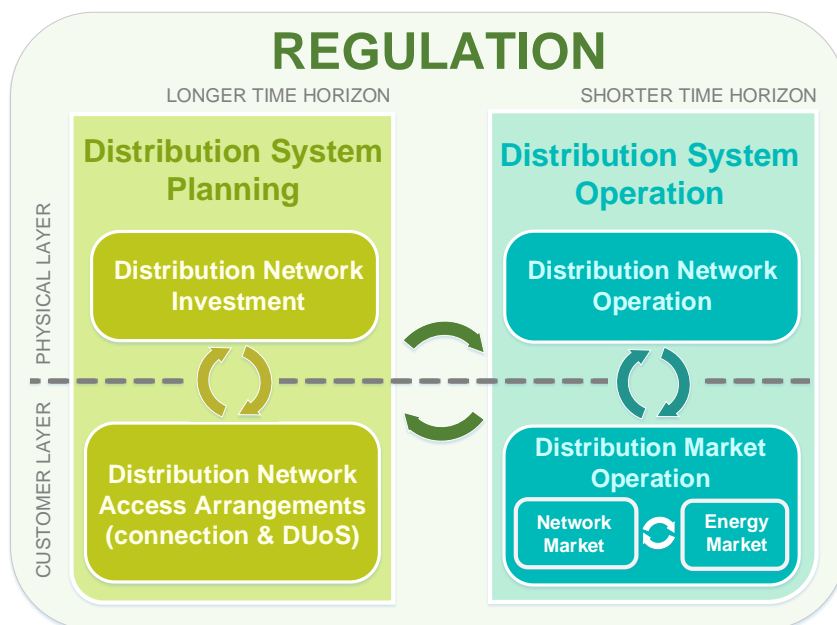 REGULATION
LONGER TIME HORIZON
SHORTER TIME HORIZON
Distribution System
Planning
Distribution System
Operation
PHYSICAL LAYER
Distribution Network
Investment
Distribution Network
Operation
CUSTOMER LAYER
Distribution Network
Access Arrangements
(connection & DUoS)
Distribution Market
Operation
Network
Market
Energy
Market